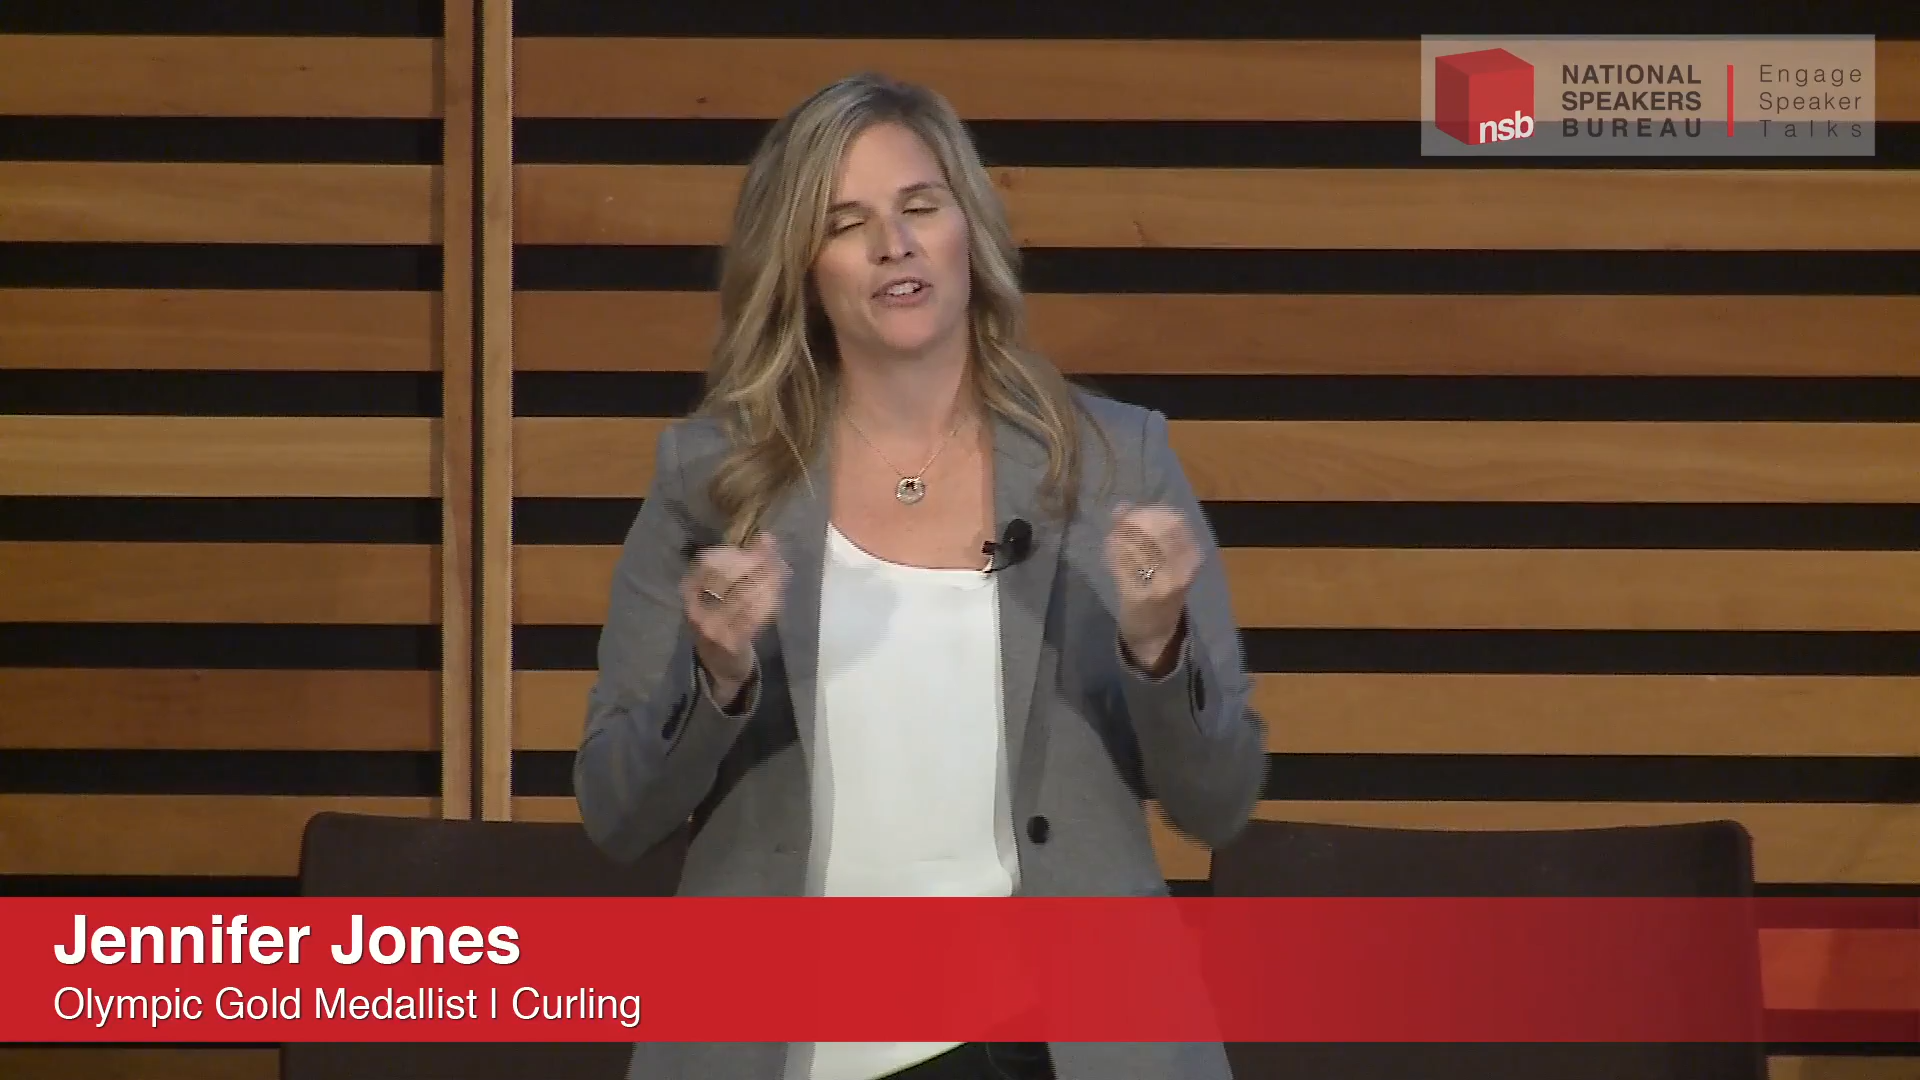 nsb
NATIONAL
SPEAKERS
BUREAU
Engage
Speaker
Talks
Jennifer Jones
Olympic Gold Medallist | Curling